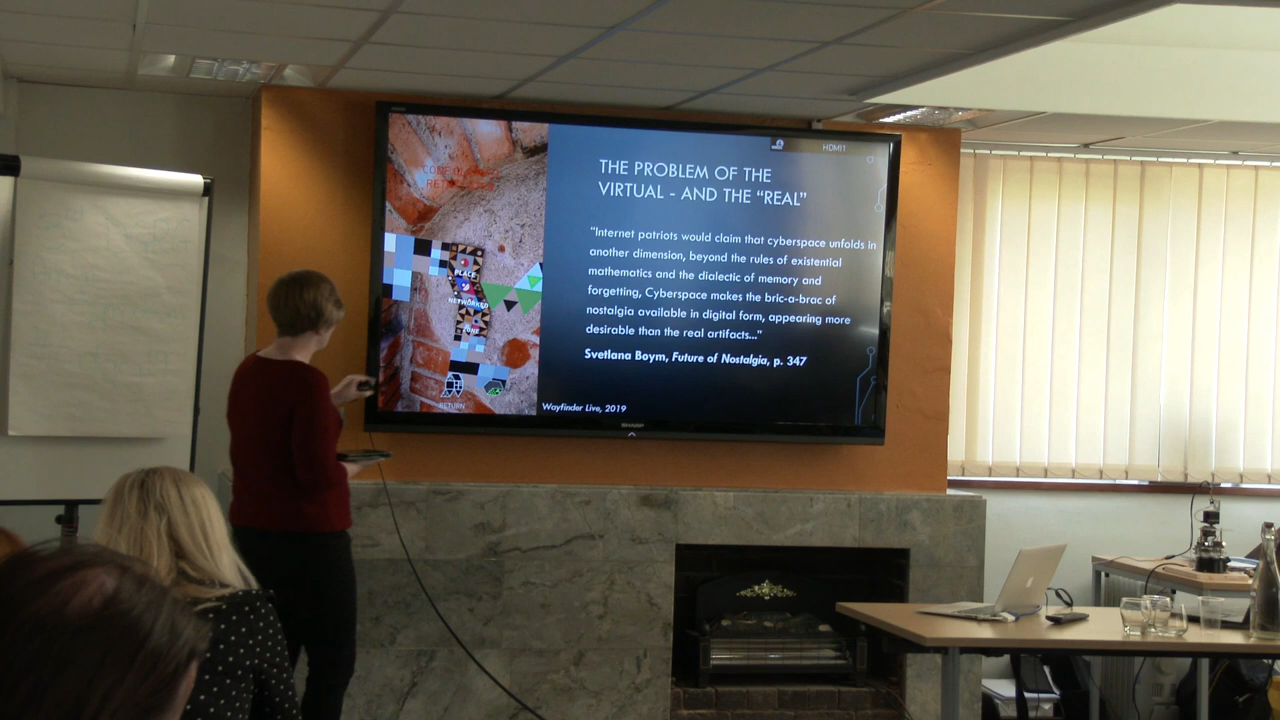 HDMI1
THE PROBLEM OF THE
VIRTUAL - AND THE “REAL”
“Internet patriots would claim that cyberspace unfolds in
another dimension, beyond the rules of existential
mathematics and the dialectic of memory and
forgetting, Cyberspace makes the bric-a-brac of
nostalgia available in digital form, appearing more
desirable than the real artifacts...”
Svetlana Boym, Future of Nostalgia, p. 347
PLACE
NETWORKED
ZONE
RETURN
Wayfinder Live, 2019
SHARP